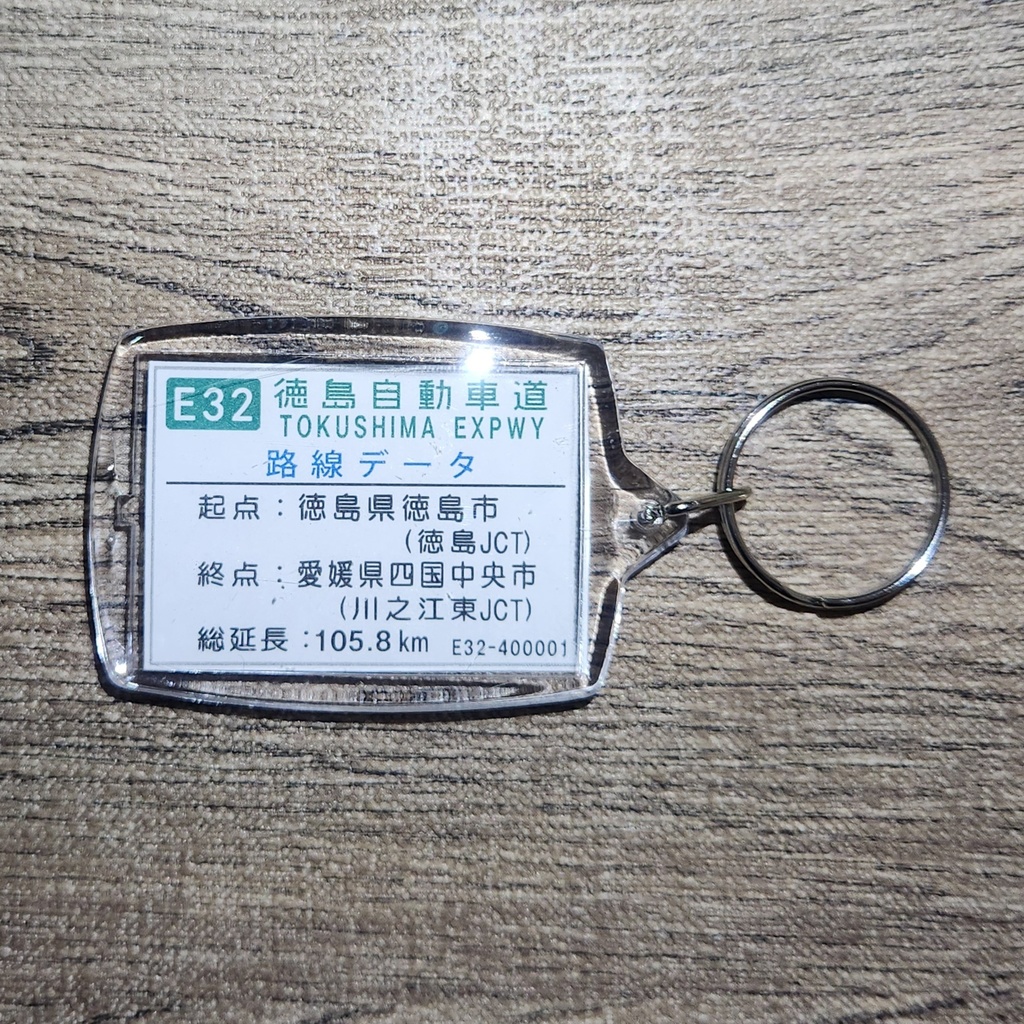 E32 徳島自動車道
TOKUSHIMA EXPWY
路線データ
起点：徳島県徳島市
(徳島JCT)
終点：愛媛県四国中央市
(川之江東JCT)
総延長：105.8km E32-400001